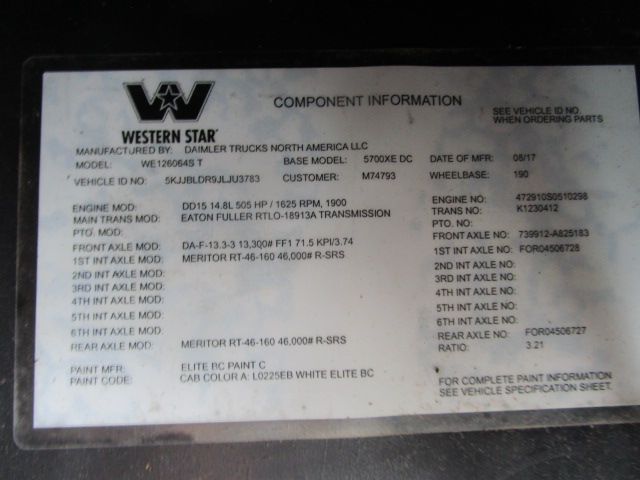 WESTERN STAR
COMPONENT INFORMATION
SEE VEHICLE ID NO.
WHEN ORDERING PARTS
MANUFACTURED BY: DAIMLER TRUCKS NORTH AMERICA LLC
MODEL: WE126064S T BASE MODEL: 5700XE DC DATE OF MFR: 08/17
VEHICLE ID NO: 5KJJBLDR9JLJU3783 CUSTOMER: M74793 WHEELBASE: 190
ENGINE MOD: DD15 14.8L 505 HP / 1625 RPM, 1900 ENGINE NO: 472910S0510298
MAIN TRANS MOD: EATON FULLER RTLO-18913A TRANSMISSION TRANS NO: K1230412
PTO. MOD: PTO. NO:
FRONT AXLE MOD: DA-F-13.3-3 13,300# FF1 71.5 KPI/3.74 FRONT AXLE NO: 739912-A825183
1ST INT AXLE MOD: MERITOR RT-46-160 46,000# R-SRS 1ST INT AXLE NO: FOR04506728
2ND INT AXLE MOD: 2ND INT AXLE NO:
3RD INT AXLE MOD: 3RD INT AXLE NO:
4TH INT AXLE MOD: 4TH INT AXLE NO:
5TH INT AXLE MOD: 5TH INT AXLE NO:
6TH INT AXLE MOD: 6TH INT AXLE NO:
REAR AXLE MOD: MERITOR RT-46-160 46,000# R-SRS REAR AXLE NO: FOR04506727
RATIO: 3.21
PAINT MFR: ELITE BC PAINT C
PAINT CODE: CAB COLOR A: L0225EB WHITE ELITE BC
FOR COMPLETE PAINT INFORMATION
SEE VEHICLE SPECIFICATION SHEET.